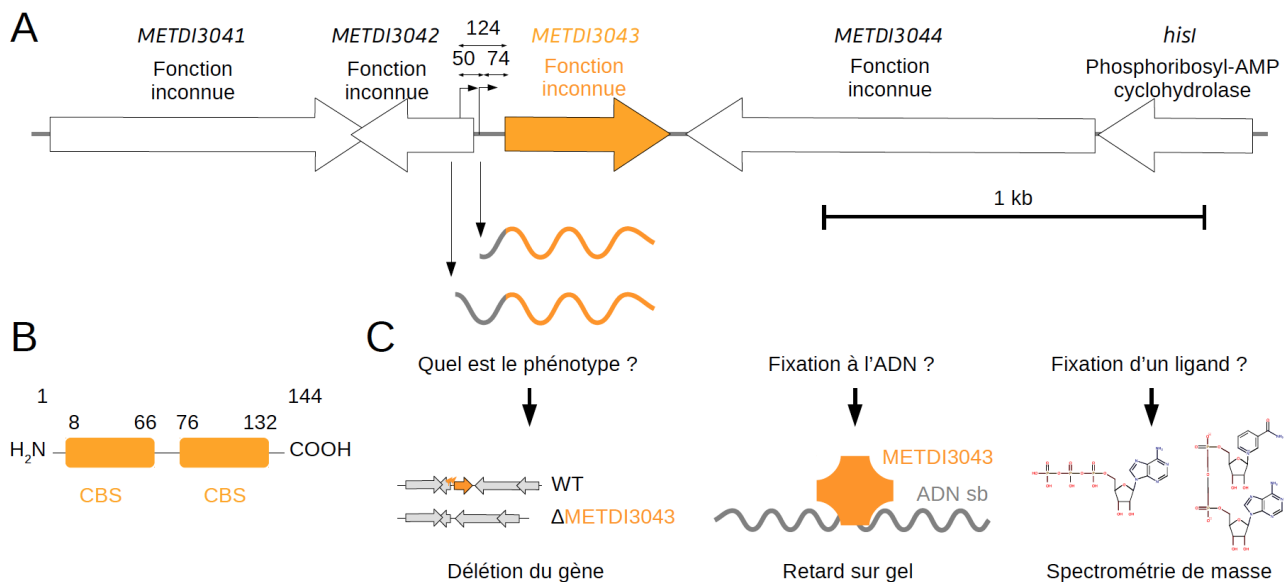 A
METDI3041
Fonction
inconnue
METDI3042
Fonction
inconnue
124
50 74
METDI3043
Fonction
inconnue
METDI3044
Fonction
inconnue
hisI
Phosphoribosyl-AMP
cyclohydrolase
1 kb
B
1 144
8 66 76 132
H2N COOH
CBS CBS
C
Quel est le phénotype ?
WT
ΔMETDI3043
Délétion du gène
Fixation à l'ADN ?
METDI3043
ADN sb
Retard sur gel
Fixation d'un ligand ?
Spectrométrie de masse